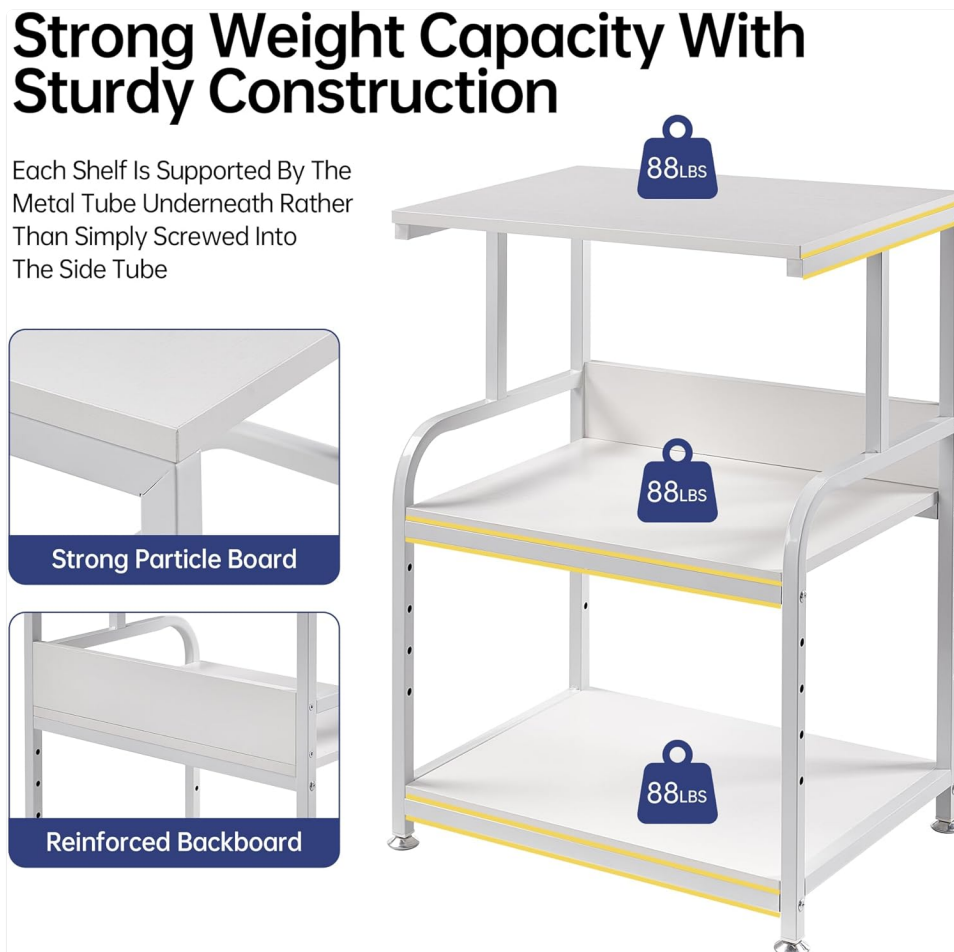 Strong Weight Capacity With
Sturdy Construction
Each Shelf Is Supported By The
Metal Tube Underneath Rather
Than Simply Screwed Into
The Side Tube
88LBS
88LBS
88LBS
Strong Particle Board
Reinforced Backboard